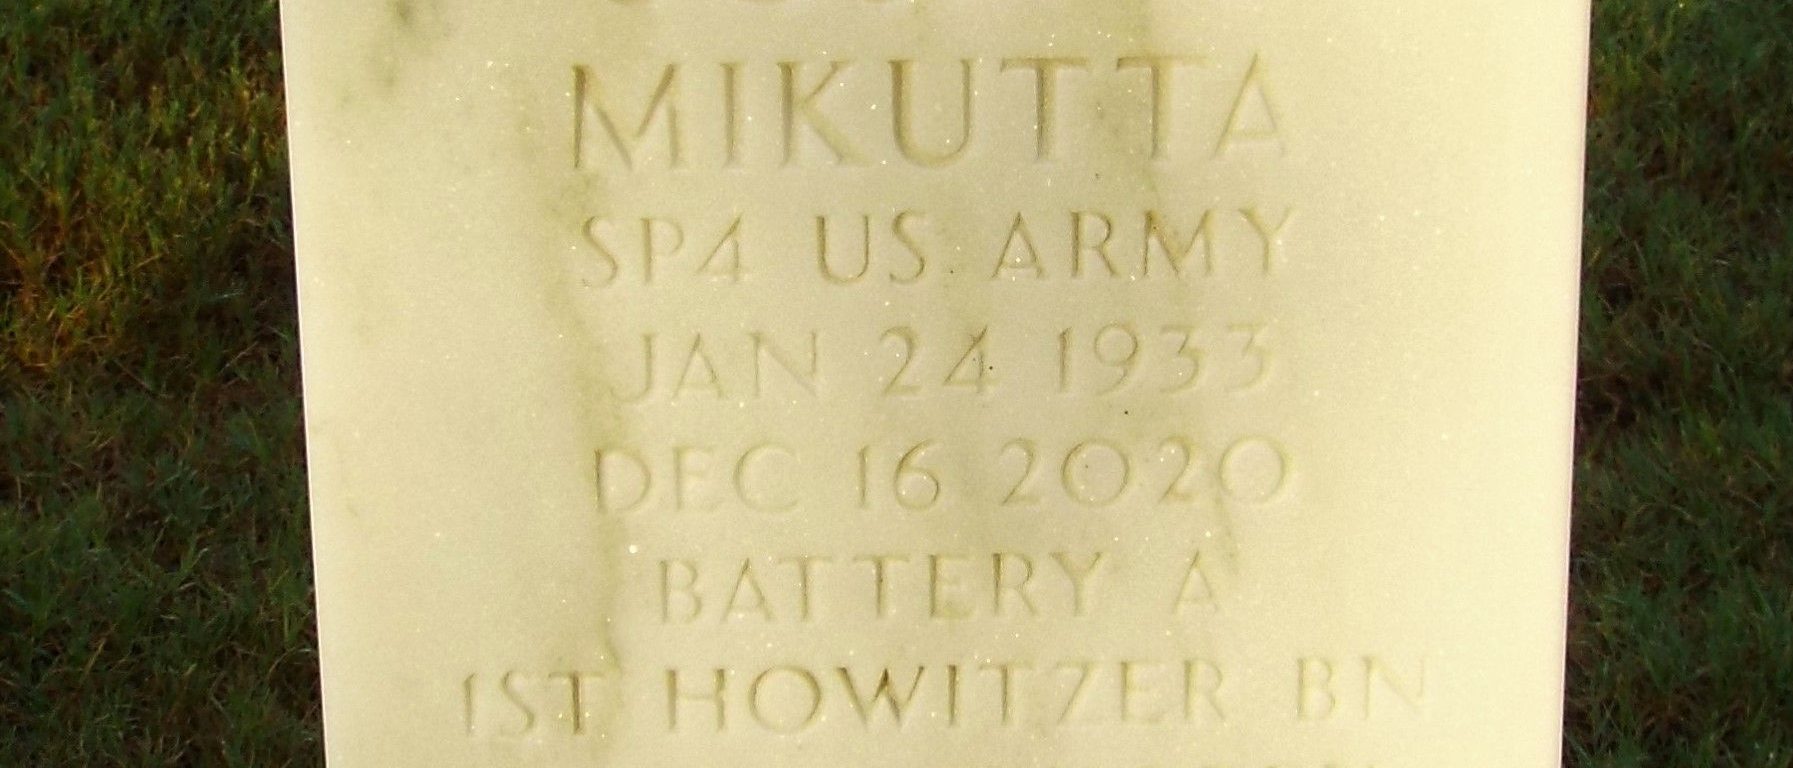 MIKUTTA
SP4 US ARMY
JAN 24 1933
DEC 16 2020
BATTERY A
1ST HOWITZER BN